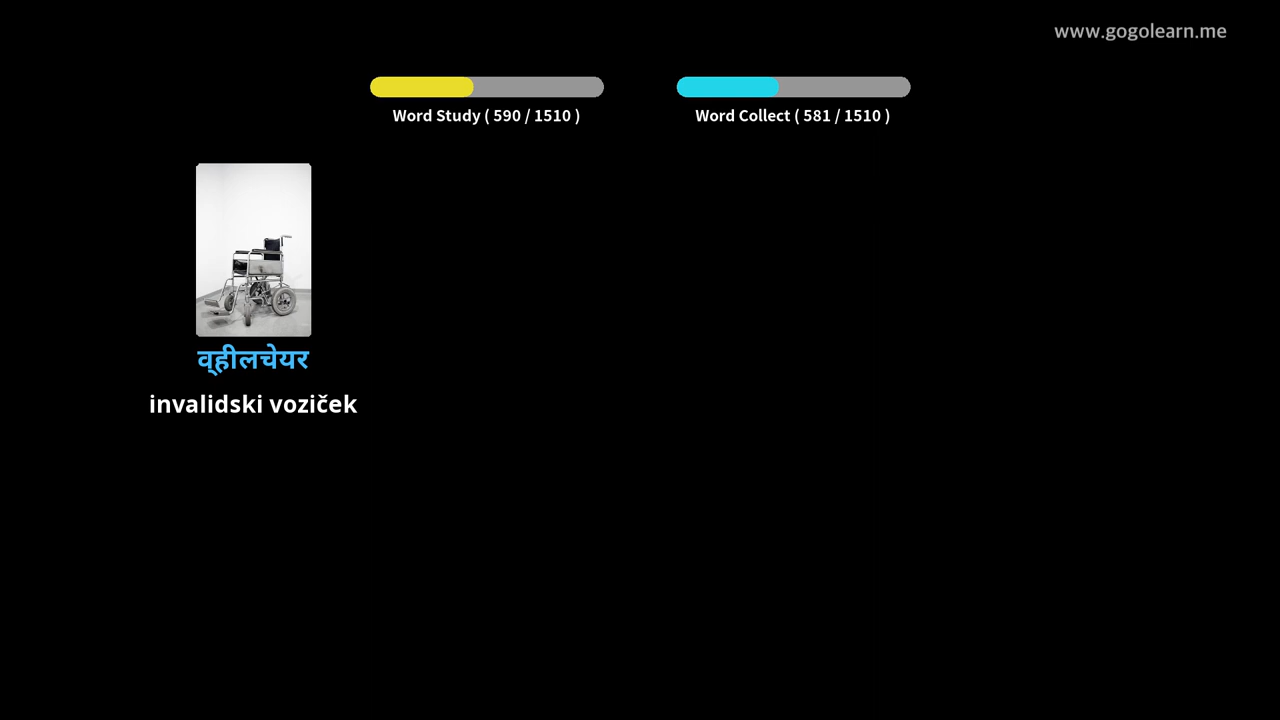 www.gogolearn.me
Word Study ( 590 / 1510 )
Word Collect ( 581 / 1510 )
व्हीलचेयर
invalidski voziček